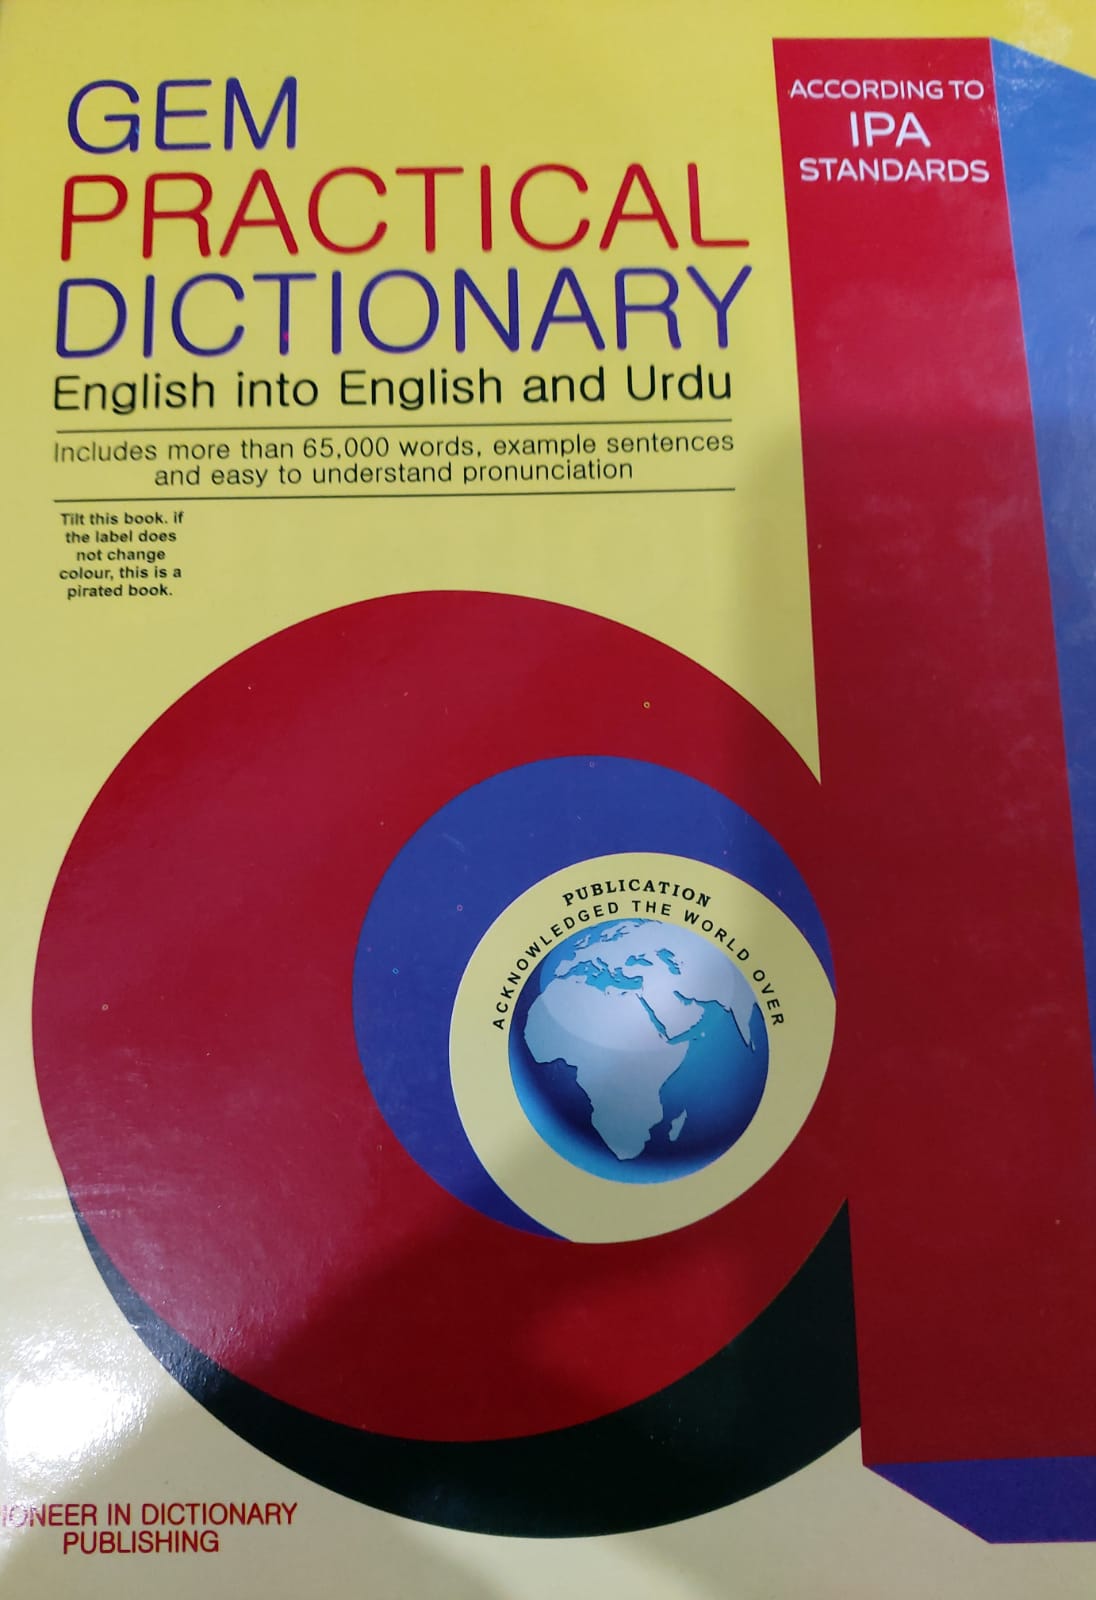 GEM
PRACTICAL
DICTIONARY
English into English and Urdu
Includes more than 65,000 words, example sentences
and easy to understand pronunciation
Tilt this book. if
the label does
not change
colour, this is a
pirated book.
ACCORDING TO
IPA
STANDARDS
PUBLICATION
ACKNOWLEDGED THE WORLD OVER
IONEER IN DICTIONARY
PUBLISHING